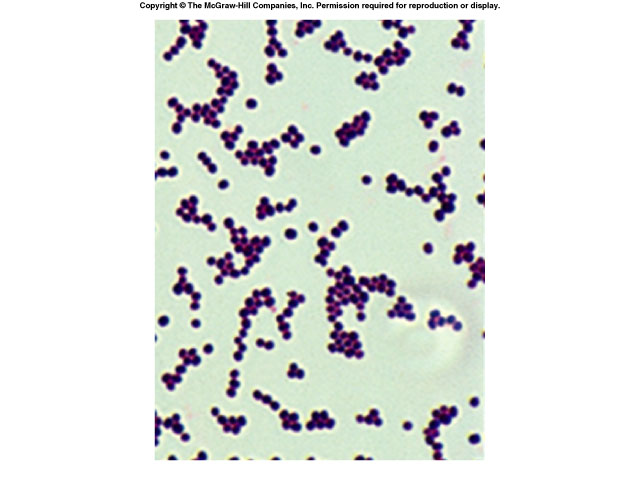 Copyright © The McGraw-Hill Companies, Inc. Permission required for reproduction or display.